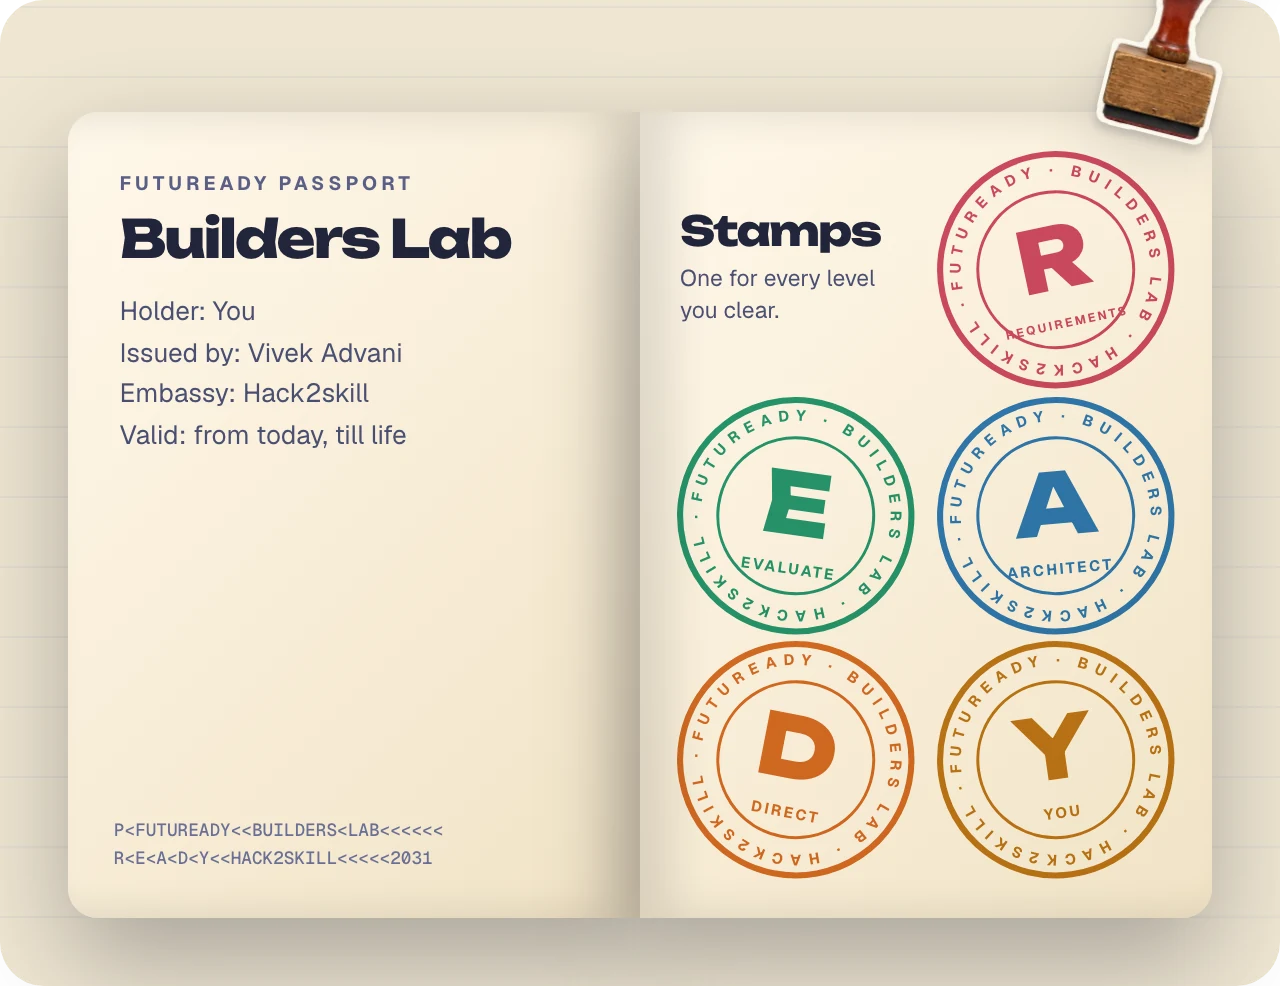 FUTUREADY PASSPORT
Builders Lab
Holder: You
Issued by: Vivek Advani
Embassy: Hack2skill
Valid: from today, till life
P<FUTUREADY<<BUILDERS<LAB<<<<<<
R<E<A<D<Y<<HACK2SKILL<<<<<2031
Stamps
One for every level
you clear.
FUTUREADY · BUILDERS LAB · HACK2SKILL ·
R
REQUIREMENTS
FUTUREADY · BUILDERS LAB · HACK2SKILL ·
E
EVALUATE
FUTUREADY · BUILDERS LAB · HACK2SKILL ·
A
ARCHITECT
FUTUREADY · BUILDERS LAB · HACK2SKILL ·
D
DIRECT
FUTUREADY · BUILDERS LAB · HACK2SKILL ·
Y
YOU